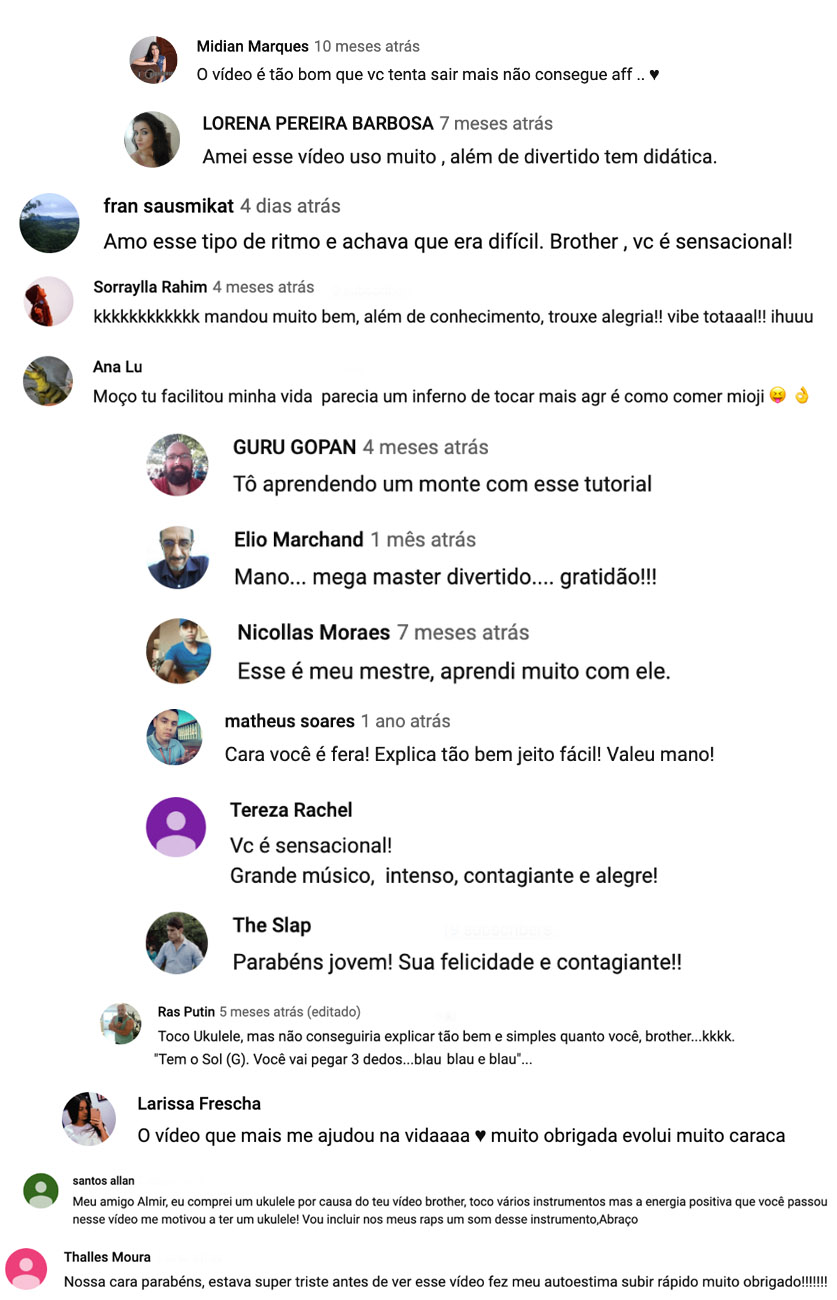 Midian Marques 10 meses atrás
O vídeo é tão bom que vc tenta sair mais não consegue aff .. ♥
LORENA PEREIRA BARBOSA 7 meses atrás
Amei esse vídeo uso muito , além de divertido tem didática.
fran sausmikat 4 dias atrás
Amo esse tipo de ritmo e achava que era difícil. Brother , vc é sensacional!
Sorraylla Rahim 4 meses atrás
kkkkkkkkkkkk mandou muito bem, além de conhecimento, trouxe alegria!! vibe totaaal!! ihuuu
Ana Lu
Moço tu facilitou minha vida  parecia um inferno de tocar mais agr é como comer mioji 😝 👌
GURU GOPAN 4 meses atrás
Tô aprendendo um monte com esse tutorial
Elio Marchand 1 mês atrás
Mano... mega master divertido.... gratidão!!!
Nicollas Moraes 7 meses atrás
Esse é meu mestre, aprendi muito com ele.
matheus soares 1 ano atrás
Cara você é fera! Explica tão bem jeito fácil! Valeu mano!
Tereza Rachel
Vc é sensacional!
Grande músico,  intenso, contagiante e alegre!
The Slap
Parabéns jovem! Sua felicidade e contagiante!!
Ras Putin 5 meses atrás (editado)
Toco Ukulele, mas não conseguiria explicar tão bem e simples quanto você, brother...kkkk.
"Tem o Sol (G). Você vai pegar 3 dedos...blau blau e blau"...
Larissa Frescha
O vídeo que mais me ajudou na vidaaaa ♥ muito obrigada evolui muito caraca
santos allan
Meu amigo Almir, eu comprei um ukulele por causa do teu vídeo brother, toco vários instrumentos mas a energia positiva que você passou
nesse vídeo me motivou a ter um ukulele! Vou incluir nos meus raps um som desse instrumento,Abraço
Thalles Moura
Nossa cara parabéns, estava super triste antes de ver esse vídeo fez meu autoestima subir rápido muito obrigado!!!!!!!